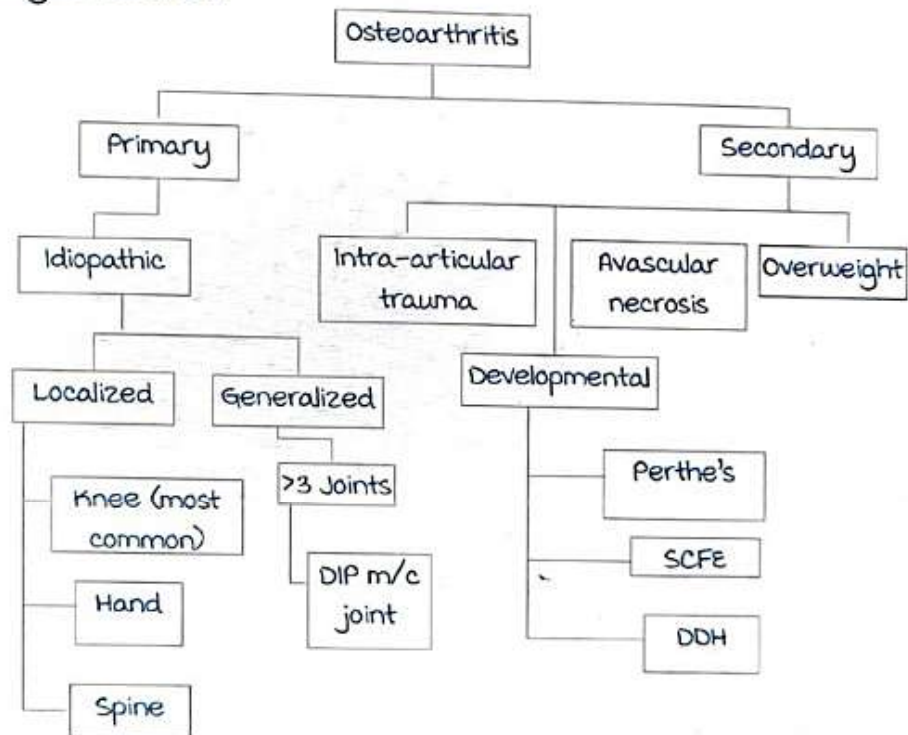 Osteoarthritis
Primary
Secondary
Idiopathic
Intra-articular
trauma
Avascular
necrosis
Overweight
Localized
Generalized
Developmental
Knee (most
common)
>3 Joints
Perthe's
Hand
DIP m/c
joint
SCFE
DDH
Spine